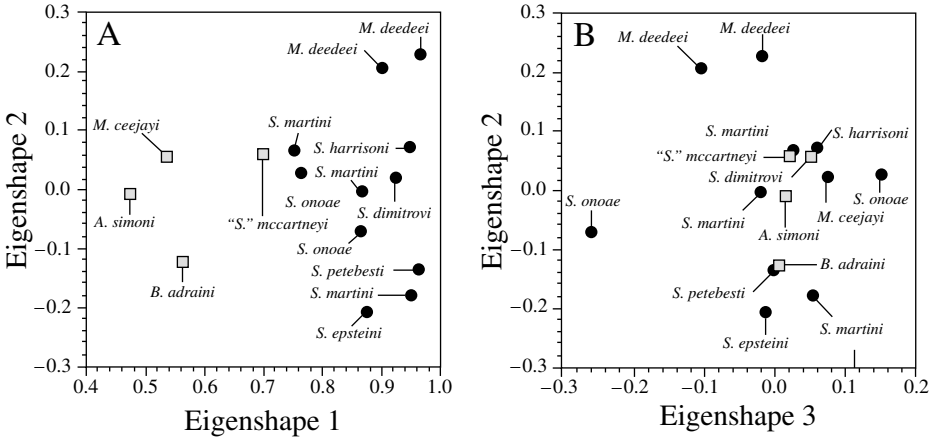 A
0.3
0.2
0.1
0.0
−0.1
−0.2
−0.3
Eigenshape 2
M. deedeei
M. deedeei
M. ceejayi
S. martini
S. harrisoni
S. martini
A. simoni
"S." mccartneyi
S. onoae
S. dimitrovi
S. onoae
B. adraini
S. petebesti
S. martini
S. epsteini
0.4
0.5
0.6
0.7
0.8
0.9
1.0
Eigenshape 1
B
0.3
0.2
0.1
0.0
−0.1
−0.2
−0.3
Eigenshape 2
M. deedeei
M. deedeei
S. martini
S. harrisoni
"S." mccartneyi
S. dimitrovi
S. onoae
S. onoae
S. martini
M. ceejayi
A. simoni
B. adraini
S. petebesti
S. martini
S. epsteini
−0.3
−0.1
0.0
0.1
0.2
Eigenshape 3